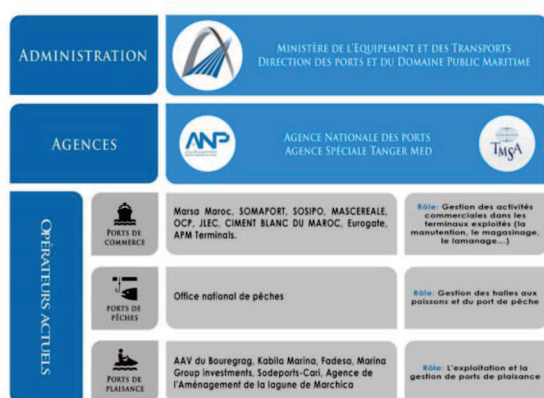 ADMINISTRATION
MINISTÈRE DE L'EQUIPEMENT ET DES TRANSPORTS
DIRECTION DES PORTS ET DU DOMAINE PUBLIC MARITIME
AGENCES
ANP
AGENCE NATIONALE DES PORTS
AGENCE SPÉCIALE TANGER MED
TMSA
OPÉRATEURS ACTUELS
PORTS DE
COMMERCE
Marsa Maroc, SOMAPORT, SOSIPO, MASCEREALE,
OCP, JLEC, CIMENT BLANC DU MAROC, Eurogate,
APM Terminals.
Rôle: Gestion des activités
commerciales dans les
terminaux exploités (la
manutention, le magasinage,
le lamanage...)
PORTS DE
PÊCHES
Office national de pêches
Rôle: Gestion des halles aux
poissons et du port de pêche
PORTS DE
PLAISANCE
AAV du Bouregrag, Kabila Marina, Fadesa, Marina
Group investments, Sodeports-Cari, Agence de
l'Aménagement de la lagune de Marchica
Rôle: L'exploitation et la
gestion de ports de plaisance